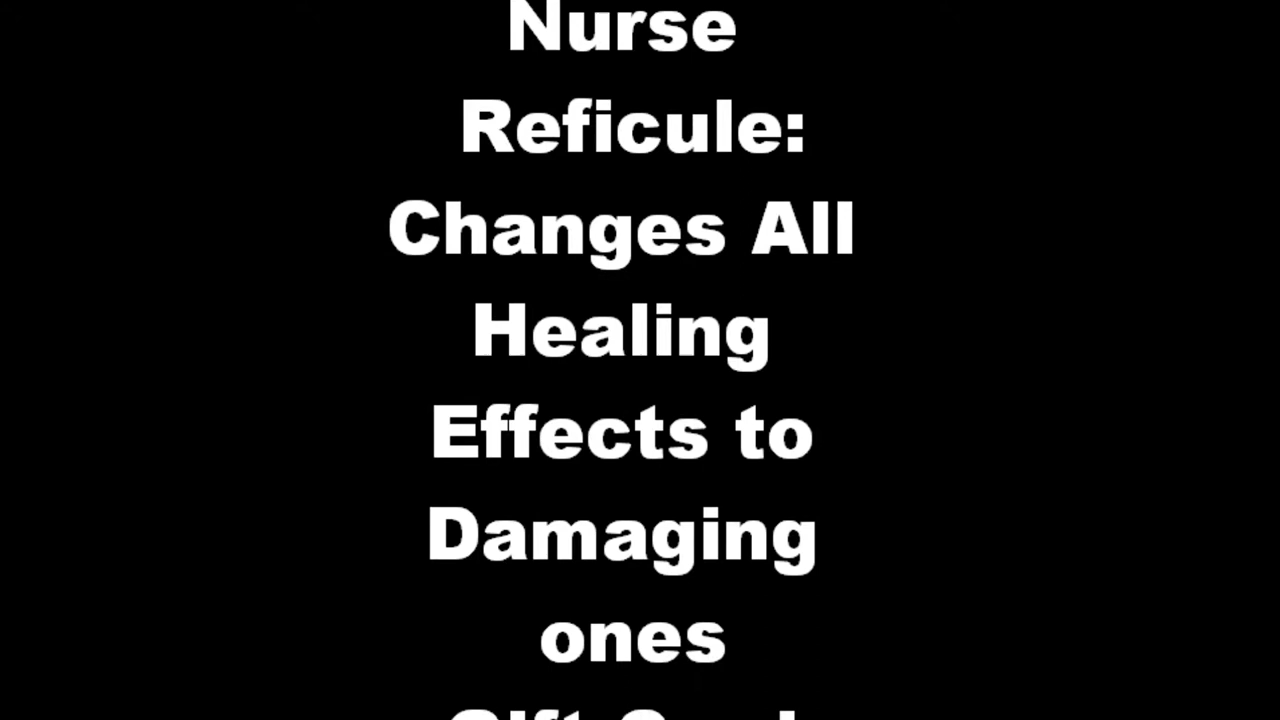 Nurse
Reficule:
Changes All
Healing
Effects to
Damaging
ones